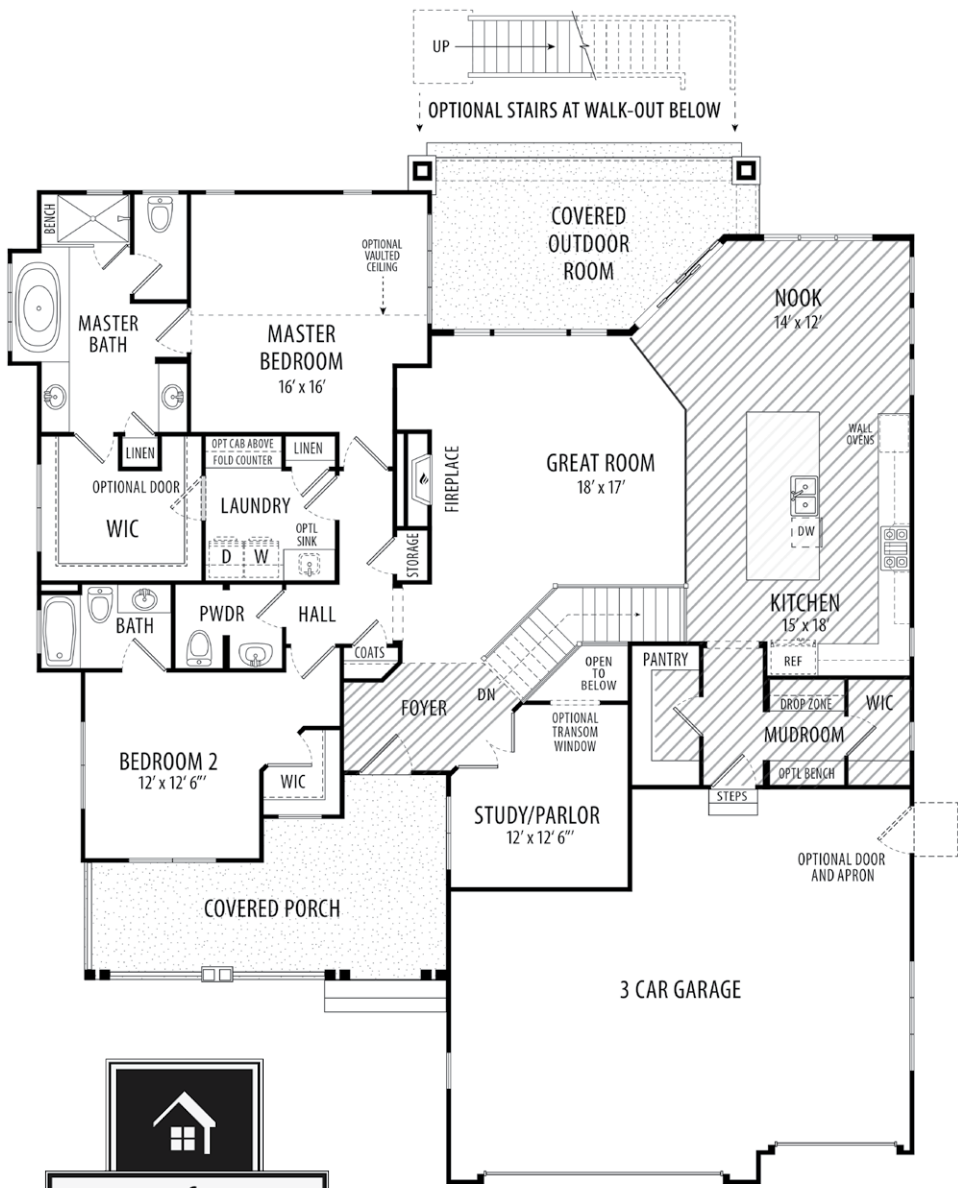 UP
OPTIONAL STAIRS AT WALK-OUT BELOW
COVERED
OUTDOOR
ROOM
BENCH
OPTIONAL
VAULTED
CEILING
MASTER
BATH
MASTER
BEDROOM
16' x 16'
NOOK
14' x 12'
WALL
OVENS
LINEN
OPT CAB ABOVE
FOLD COUNTER
LINEN
OPTIONAL DOOR
WIC
LAUNDRY
OPTL
SINK
D
W
FIREPLACE
STORAGE
GREAT ROOM
18' x 17'
DW
KITCHEN
15' x 18'
REF
BATH
PWDR
HALL
COATS
PANTRY
OPEN
TO
BELOW
DN
FOYER
OPTIONAL
TRANSOM
WINDOW
DROP ZONE
WIC
MUDROOM
OPTL BENCH
STEPS
BEDROOM 2
12' x 12' 6"'
WIC
STUDY/PARLOR
12' x 12' 6"'
OPTIONAL DOOR
AND APRON
COVERED PORCH
3 CAR GARAGE